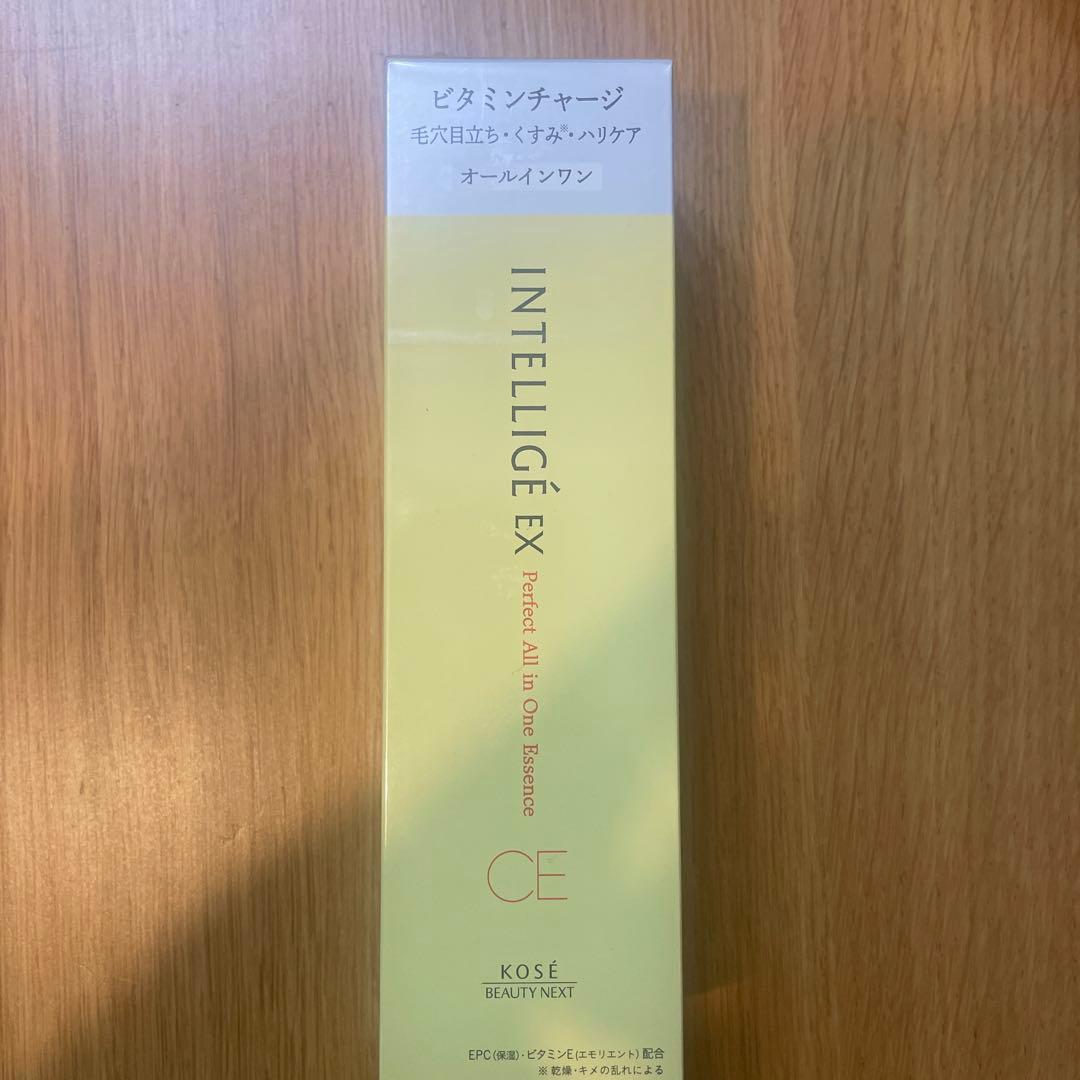 ビタミンチャージ
毛穴目立ち・くすみ※・ハリケア
オールインワン
INTELLIGÉ EX
Perfect All in One Essence
CE
KOSÉ
BEAUTY NEXT
EPC(保湿)・ビタミンE(エモリエント)配合
※ 乾燥・キメの乱れによる